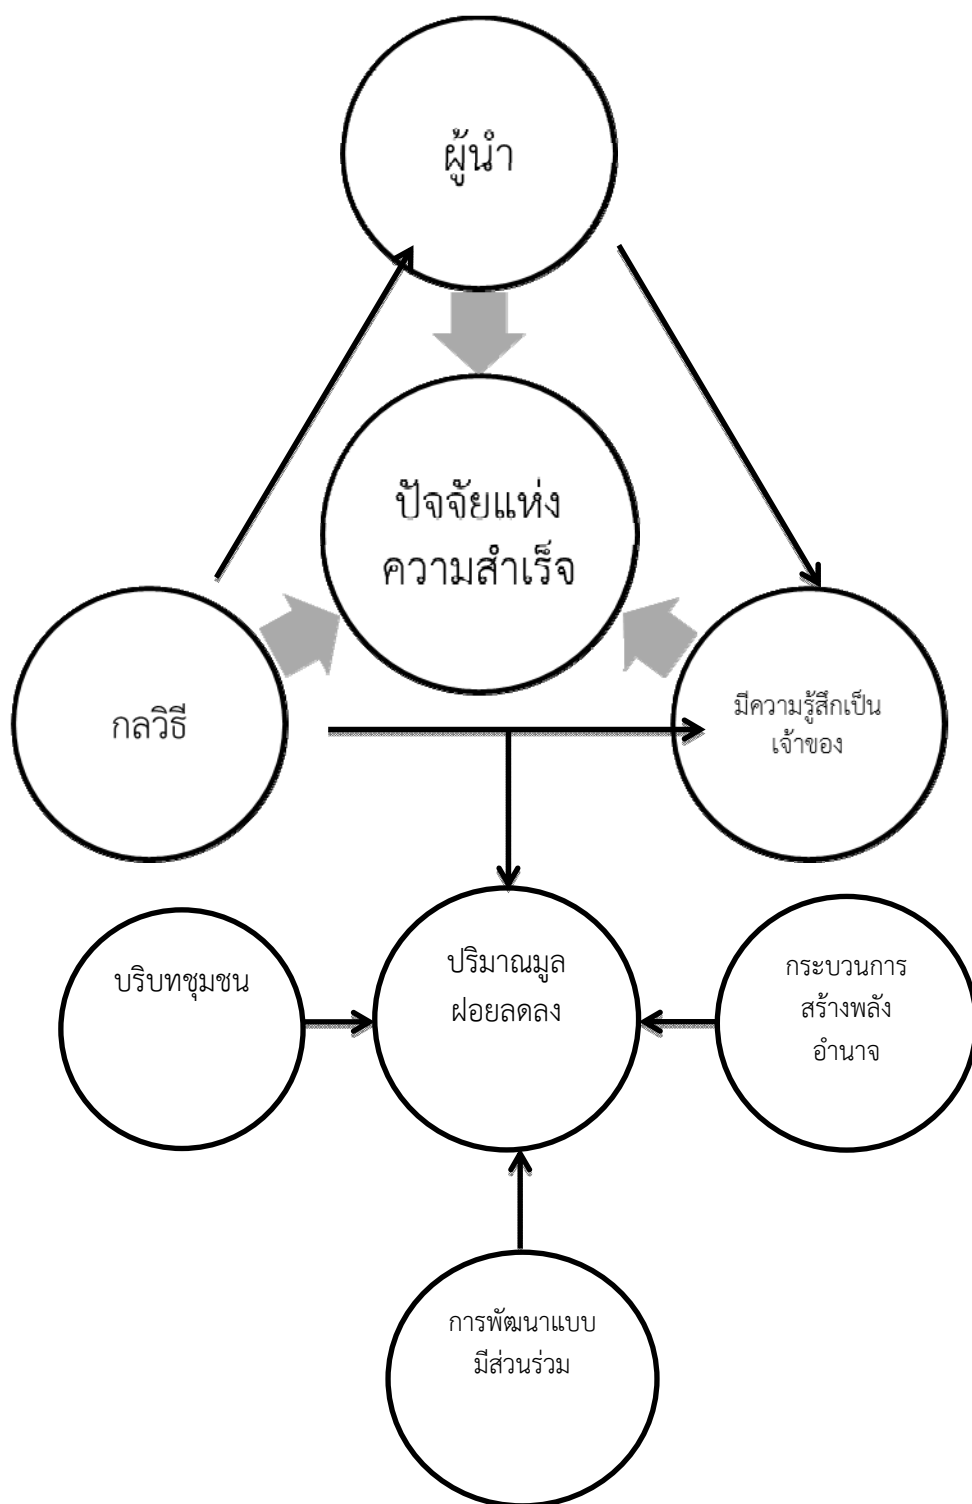 ผู้นำ
ปัจจัยแห่ง
ความสำเร็จ
กลวิธี
มีความรู้สึกเป็น
เจ้าของ
บริบทชุมชน
ปริมาณมูล
ฝอยลดลง
กระบวนการ
สร้างพลัง
อำนาจ
การพัฒนาแบบ
มีส่วนร่วม